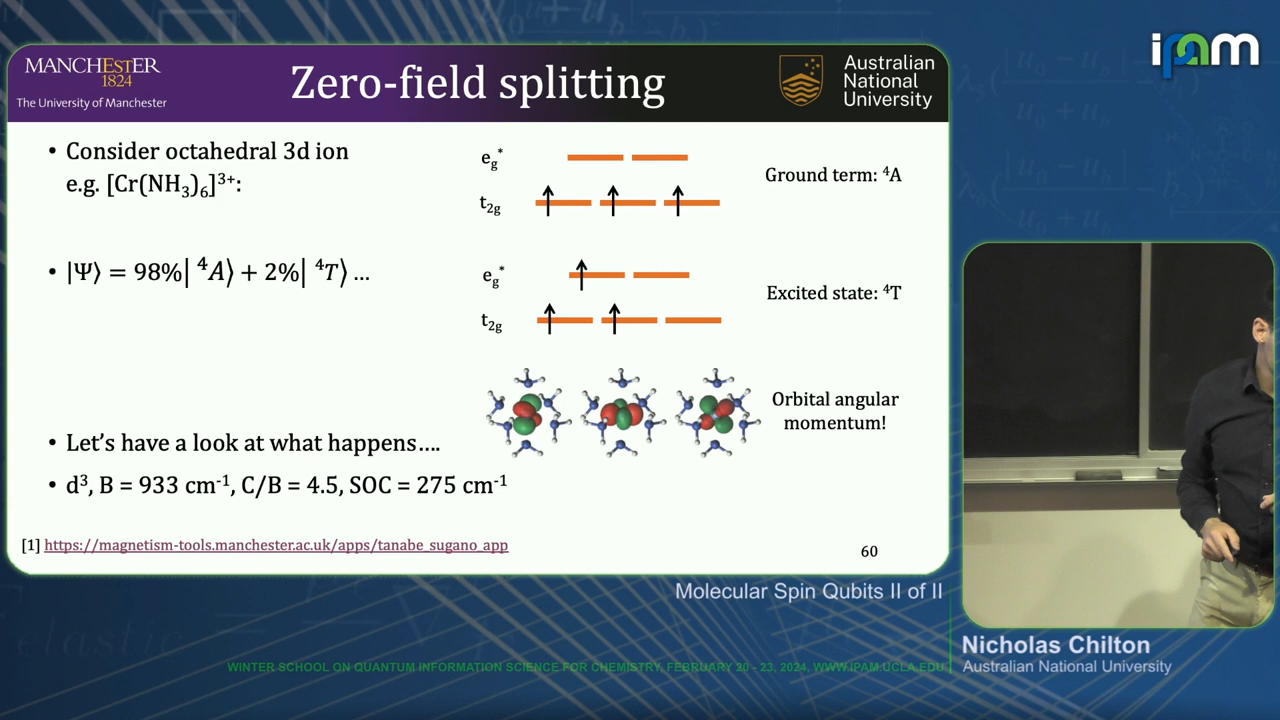 ipam
MANCHESTER
1824
The University of Manchester
Zero-field splitting
Australian
National
University
• Consider octahedral 3d ion
e.g. [Cr(NH₃)₆]³⁺:
eg*
t2g
Ground term: ⁴A
• |Ψ⟩ = 98%| ⁴A⟩ + 2%| ⁴T⟩ …
eg*
t2g
Excited state: ⁴T
Orbital angular
momentum!
• Let's have a look at what happens….
• d³, B = 933 cm⁻¹, C/B = 4.5, SOC = 275 cm⁻¹
[1] https://magnetism-tools.manchester.ac.uk/apps/tanabe_sugano_app
60
Molecular Spin Qubits II of II
Nicholas Chilton
Australian National University
WINTER SCHOOL ON QUANTUM INFORMATION SCIENCE FOR CHEMISTRY, FEBRUARY 20 - 23, 2024, WWW.IPAM.UCLA.EDU
elastic